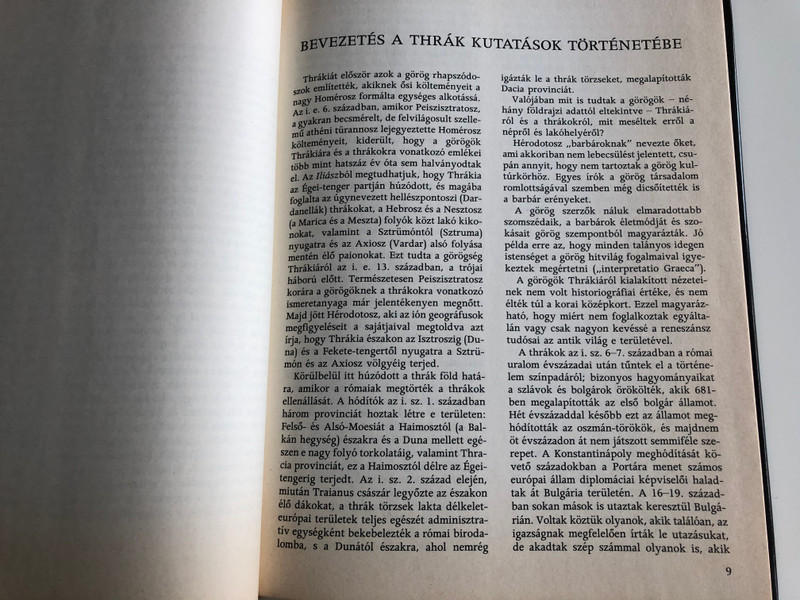 BEVEZETÉS A THRÁK KUTATÁSOK TÖRTÉNETÉBE
Thrákiát először azok a görög rhapszódo-
szok említették, akiknek ősi költeményeit a
nagy Homérosz formálta egységes alkotássá.
Az i. e. 6. században, amikor Peiszisztratosz,
a gyakran becsmérelt, de felvilágosult szelle-
mű athéni türannosz lejegyeztette Homérosz
költeményeit, kiderült, hogy a görögök
Thrákiára és a thrákokra vonatkozó emlékei
több mint hatszáz év óta sem halványodtak
el. Az Iliászból megtudhatjuk, hogy Thrákia
az Égei-tenger partján húzódott, és magába
foglalta az úgynevezett hellészpontoszi (Dar-
danellák) thrákokat, a Hebrosz és a Nesztosz
(a Marica és a Meszta) folyók közt lakó kiko-
nokat, valamint a Sztrümóntól (Sztruma)
nyugatra és az Axiosz (Vardar) alsó folyása
mentén élő paionokat. Ezt tudta a görögség
Thrákiáról az i. e. 13. században, a trójai
háború előtt. Természetesen Peiszisztratosz
korára a görögöknek a thrákokra vonatkozó
ismeretanyaga már jelentékenyen megnőtt.
Majd jött Hérodotosz, aki az ión geográfusok
megfigyeléseit a sajátjaival megtoldva azt
írja, hogy Thrákia északon az Isztroszig (Du-
na) és a Fekete-tengertől nyugatra a Sztrü-
món és az Axiosz völgyéig terjed.
Körülbelül itt húzódott a thrák föld hatá-
ra, amikor a rómaiak megtörték a thrákok
ellenállását. A hódítók az i. sz. 1. században
három provinciát hoztak létre e területen:
Felső- és Alsó-Moesiát a Haimosztól (a Bal-
kán hegység) északra és a Duna mellett egé-
szen e nagy folyó torkolatáig, valamint Thra-
cia provinciát, ez a Haimosztól délre az Égei-
tengerig terjedt. Az i. sz. 2. század elején,
miután Traianus császár legyőzte az északon
élő dákokat, a thrák törzsek lakta délkelet-
európai területek teljes egészét adminisztra-
tív egységként bekebelezték a római biroda-
lomba, s a Dunától északra, ahol nemrég
igázták le a thrák törzseket, megalapították
Dacia provinciát.
Valójában mit is tudtak a görögök – né-
hány földrajzi adattól eltekintve – Thrákiá-
ról és a thrákokról, mit meséltek erről a
népről és lakóhelyéről?
Hérodotosz „barbároknak” nevezte őket,
ami akkoriban nem lebecsülést jelentett, csu-
pán annyit, hogy nem tartoztak a görög kul-
túrkörhöz. Egyes írók a görög társadalom
romlottságával szemben még dicsőítették is
a barbár erényeket.
A görög szerzők náluk elmaradottabb
szomszédaik, a barbárok életmódját és szo-
kásait görög szempontból magyarázták. Jó
példa erre az, hogy minden talányos idegen
istenséget a görög hitvilág fogalmaival igye-
keztek megértetni („interpretatio Graeca”).
A görögök Thrákiáról kialakított nézetei-
nek nem volt historiográfiai értéke, és nem
élték túl a korai középkort. Ezzel magyaráz-
ható, hogy miért nem foglalkoztak egyálta-
lán vagy csak nagyon kevéssé a reneszánsz
tudósai az antik világ e területével.
A thrákok az i. sz. 6–7. században a római
uralom évszázadai után tűntek el a történe-
lem színpadáról; bizonyos hagyományaikat
a szlávok és bolgárok örökölték, akik 681-
ben megalapították az első bolgár államot.
Hét évszázaddal később ezt az államot meg-
hódították az oszmán-törökök, és majdnem
öt évszázadon át nem játszott semmiféle sze-
repet. A Konstantinápoly meghódítását kö-
vető századokban a Portára menet számos
európai állam diplomáciai képviselői halad-
tak át Bulgária területén. A 16–19. század-
ban sokan mások is utaztak keresztül Bulgá-
rián. Voltak köztük olyanok, akik találóan, az
igazságnak megfelelően írták le utazásukat,
de akadtak szép számmal olyanok is, akik
9